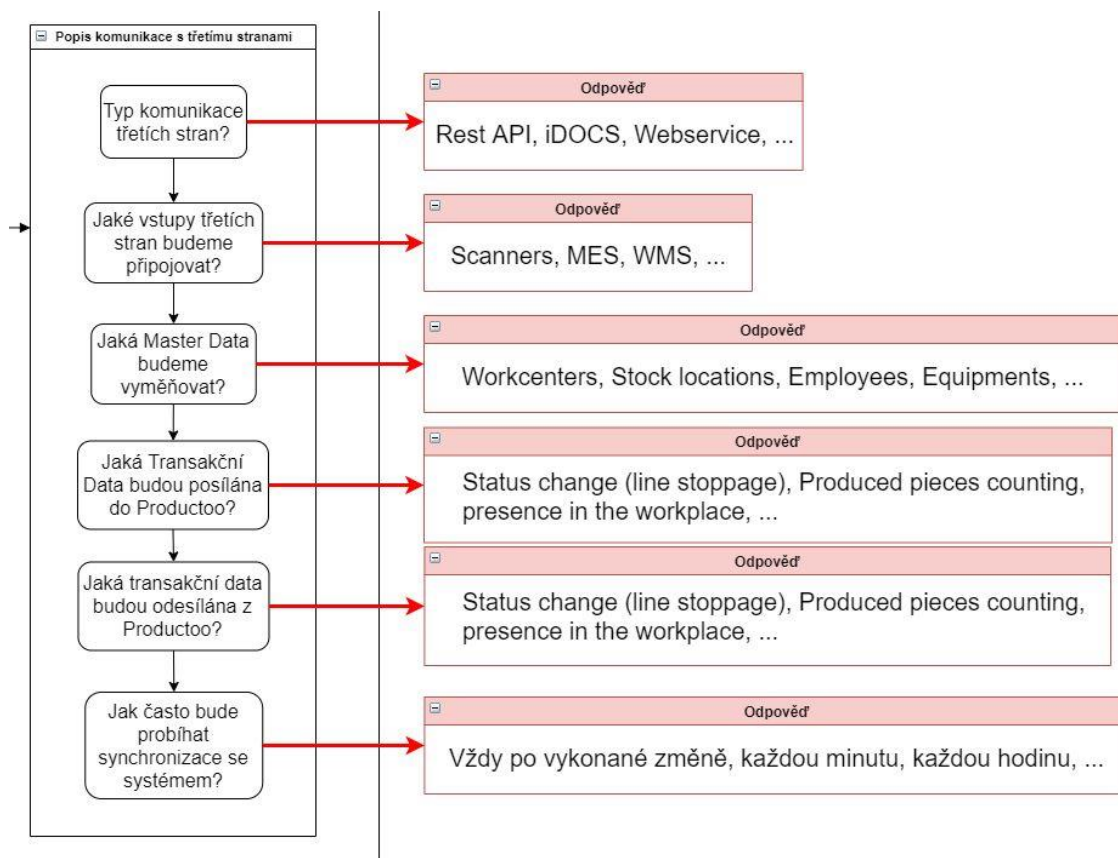 Popis komunikace s třetímu stranami
Typ komunikace
třetích stran?
Odpověď
Rest API, iDOCS, Webservice, ...
Jaké vstupy třetích
stran budeme
připojovat?
Odpověď
Scanners, MES, WMS, ...
Jaká Master Data
budeme
vyměňovat?
Odpověď
Workcenters, Stock locations, Employees, Equipments, ...
Jaká Transakční
Data budou posílána
do Productoo?
Odpověď
Status change (line stoppage), Produced pieces counting,
presence in the workplace, ...
Jaká transakční data
budou odesílána z
Productoo?
Odpověď
Status change (line stoppage), Produced pieces counting,
presence in the workplace, ...
Jak často bude
probíhat
synchronizace se
systémem?
Odpověď
Vždy po vykonané změně, každou minutu, každou hodinu, ...